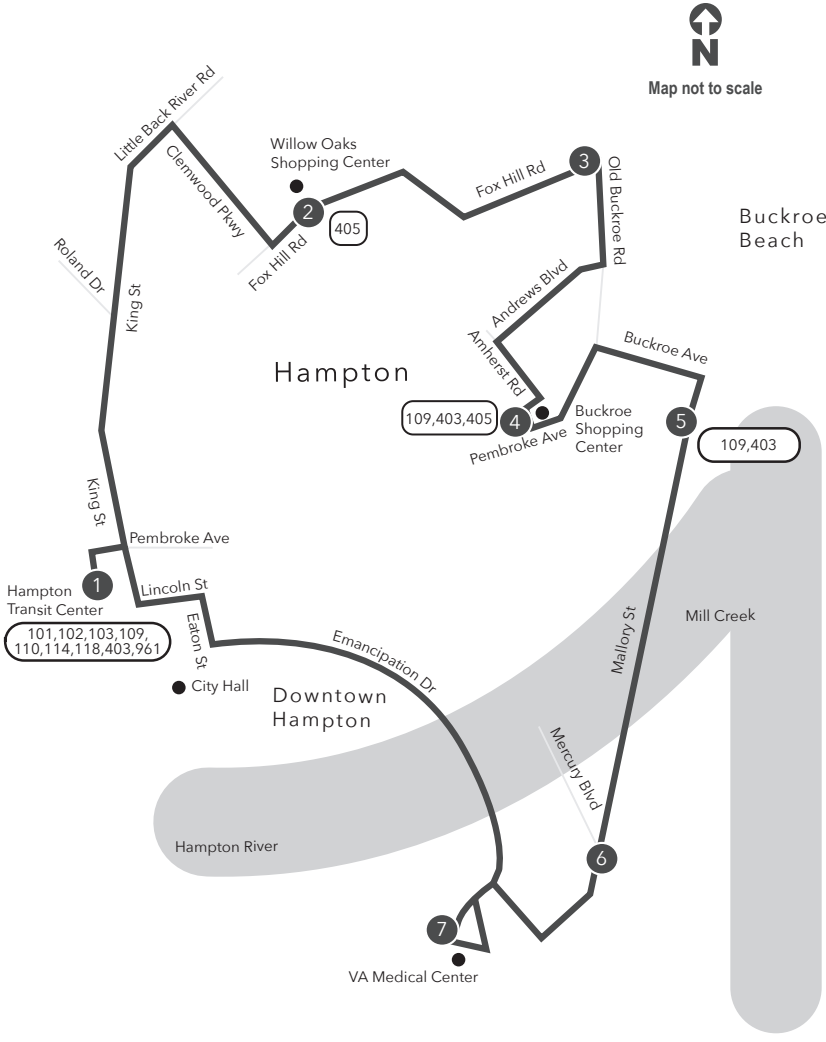 N
Map not to scale
Little Back River Rd
Clemwood Pkwy
Willow Oaks
Shopping Center
2
405
Fox Hill Rd
Fox Hill Rd
3
Old Buckroe Rd
Buckroe
Beach
Roland Dr
King St
Andrews Blvd
Amherst Rd
Hampton
Buckroe Ave
109,403,405
4
Buckroe
Shopping
Center
Pembroke Ave
5
109,403
King St
Pembroke Ave
1
Hampton
Transit Center
101,102,103,109,
110,114,118,403,961
Lincoln St
Eaton St
City Hall
Emancipation Dr
Downtown
Hampton
Mallory St
Mill Creek
Mercury Blvd
Hampton River
6
7
VA Medical Center